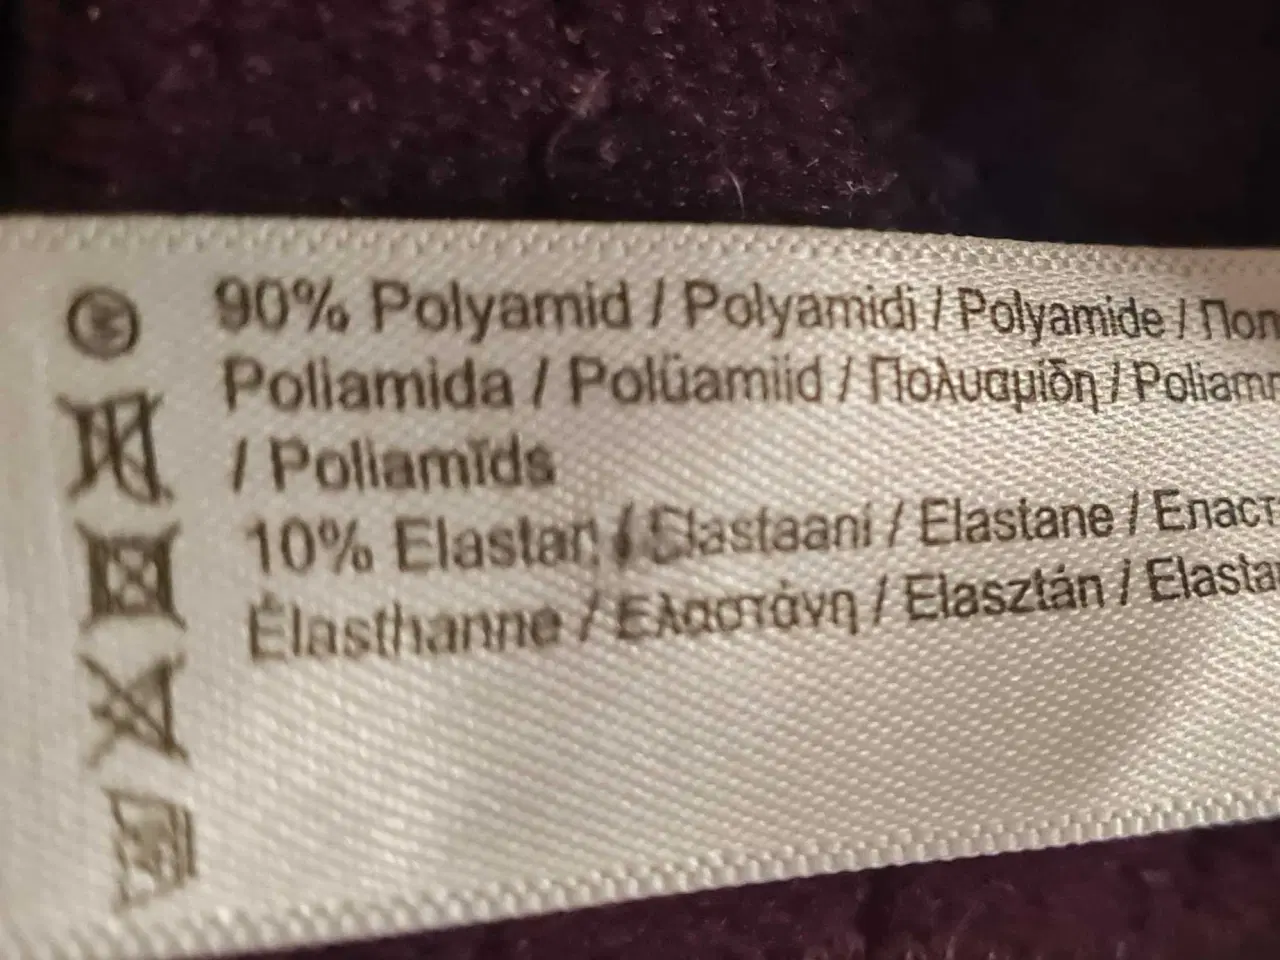 90% Polyamid / Polyamidi / Polyamide /
Poliamida / Polüamiid / Πολυαμίδη /
/ Poliamīds
10% Elastan / Elastaani / Elastane /
Élasthanne / Ελαστάνη / Elasztán /